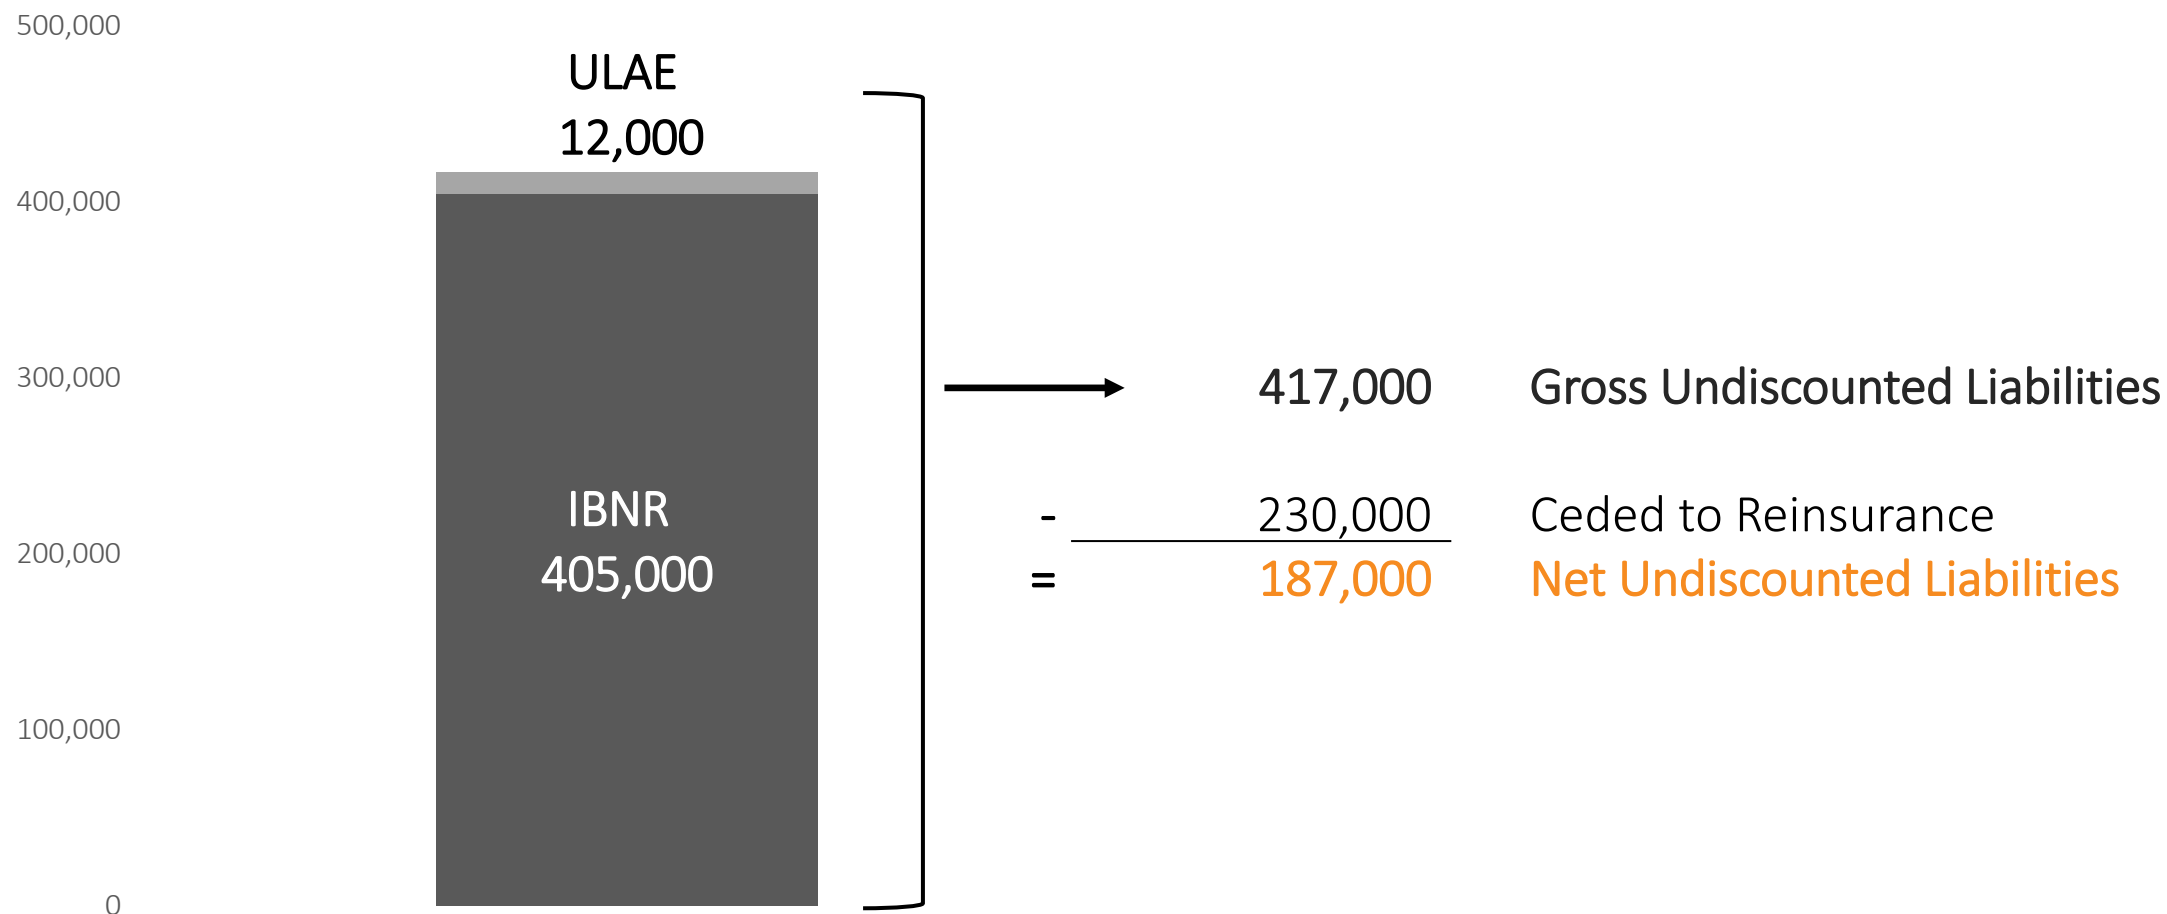 500,000
400,000
300,000
200,000
100,000
0
ULAE
12,000
IBNR
405,000
417,000 Gross Undiscounted Liabilities
- 230,000 Ceded to Reinsurance
= 187,000 Net Undiscounted Liabilities